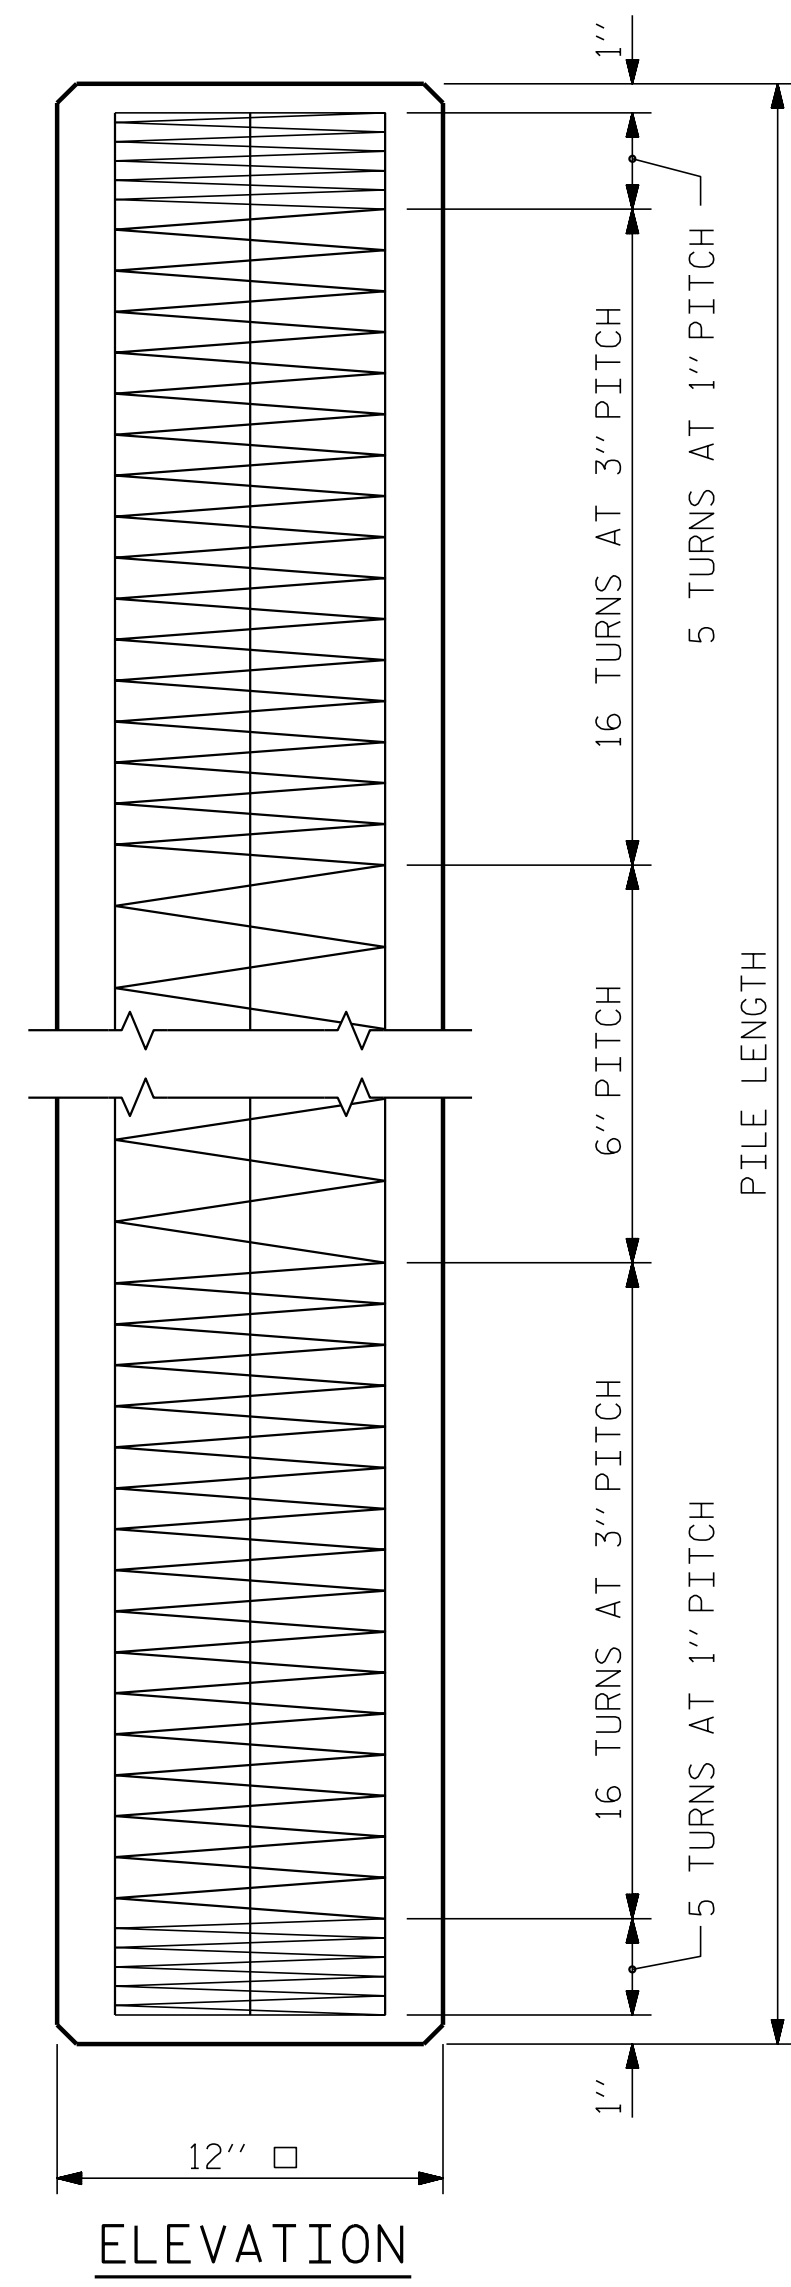 1''
5 TURNS AT 1'' PITCH
16 TURNS AT 3'' PITCH
6'' PITCH
PILE LENGTH
16 TURNS AT 3'' PITCH
5 TURNS AT 1'' PITCH
1''
12'' □
ELEVATION